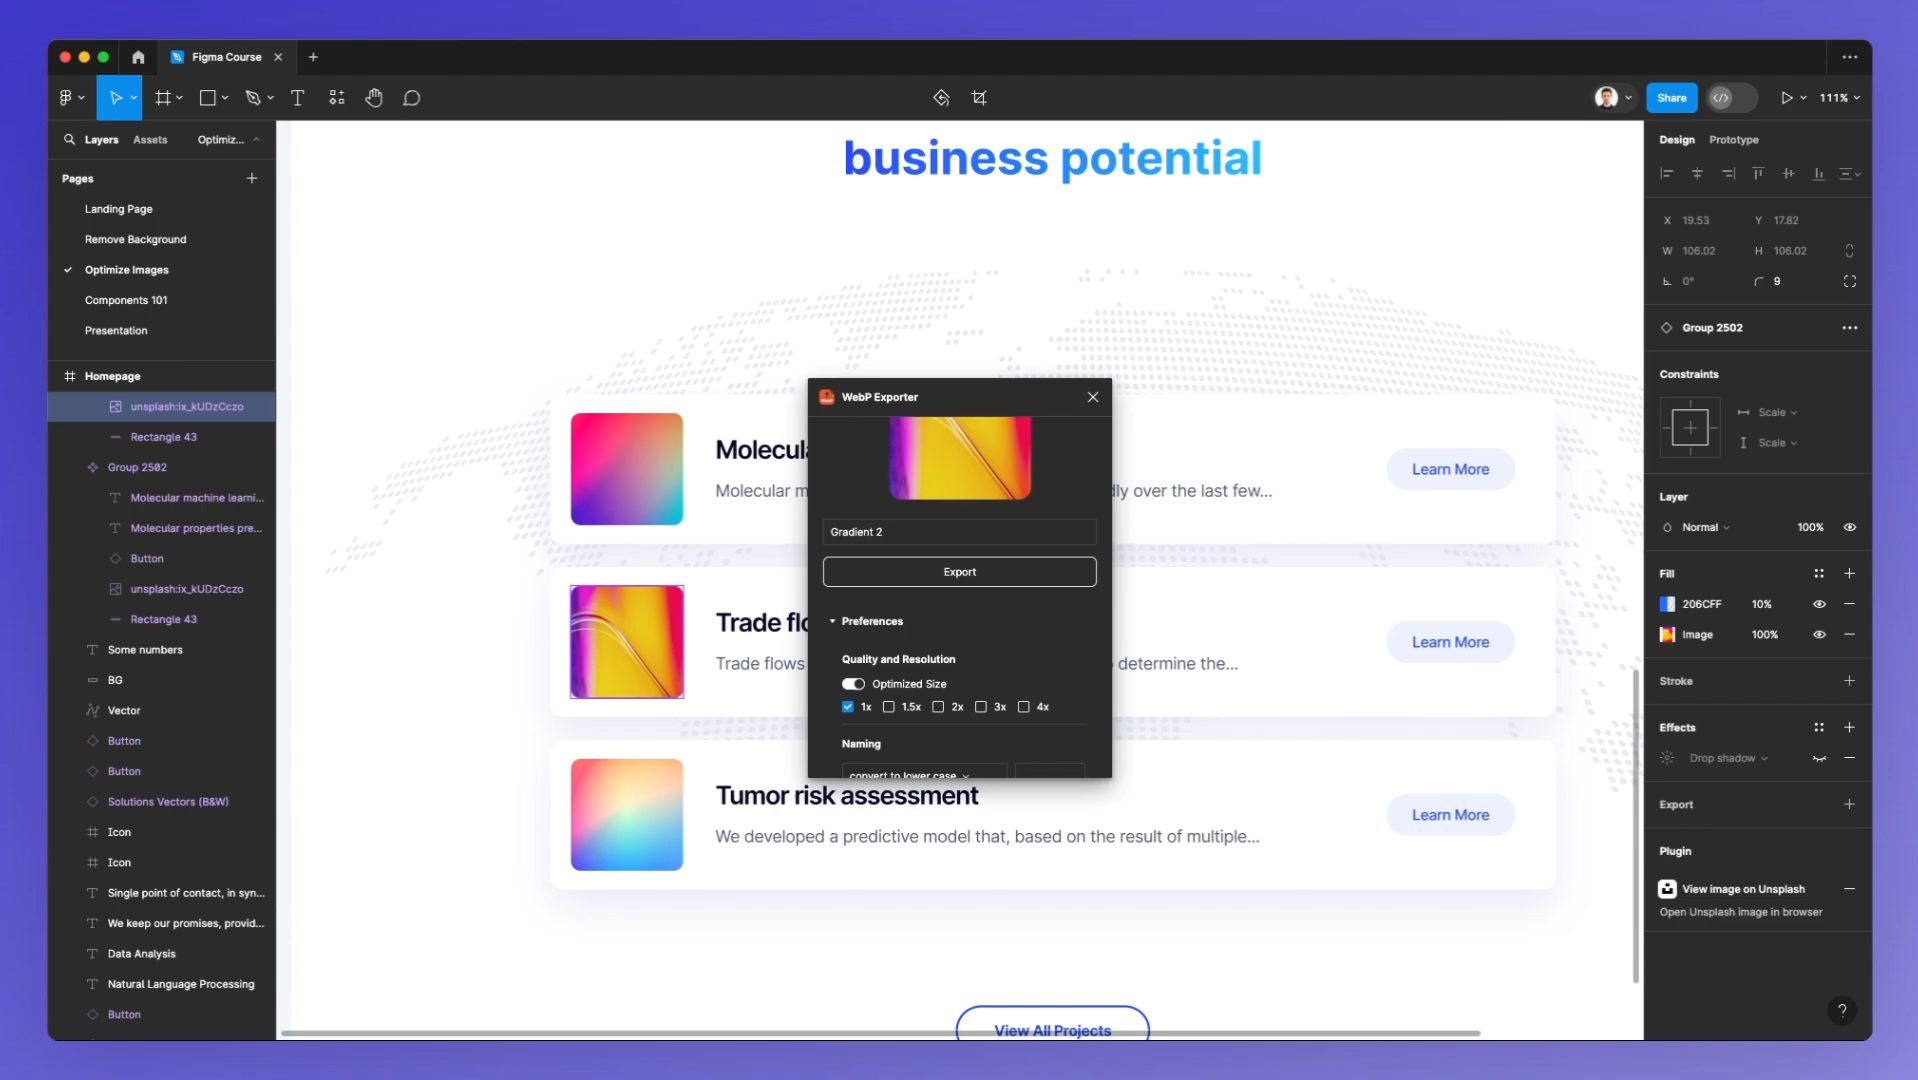 Figma Course
Share
</>
111%
Layers
Assets
Optimiz...
Pages
Landing Page
Remove Background
Optimize Images
Components 101
Presentation
Homepage
unsplash:ix_kUDzCczo
Rectangle 43
Group 2502
Molecular machine learni...
Molecular properties pre...
Button
unsplash:ix_kUDzCczo
Rectangle 43
Some numbers
BG
Vector
Button
Button
Solutions Vectors (B&W)
Icon
Icon
Single point of contact, in syn...
We keep our promises, provid...
Data Analysis
Natural Language Processing
Button
business potential
Molecul
Molecular m
dly over the last few...
Learn More
Trade flo
Trade flows
determine the...
Learn More
Tumor risk assessment
We developed a predictive model that, based on the result of multiple...
Learn More
View All Projects
WebP Exporter
Gradient 2
Export
Preferences
Quality and Resolution
Optimized Size
1x 1.5x 2x 3x 4x
Naming
convert to lower case
Design
Prototype
X 19.53 Y 17.82
W 106.02 H 106.02
0° 9
Group 2502
Constraints
Scale
Scale
Layer
Normal 100%
Fill
206CFF 10%
Image 100%
Stroke
Effects
Drop shadow
Export
Plugin
View image on Unsplash
Open Unsplash image in browser
?